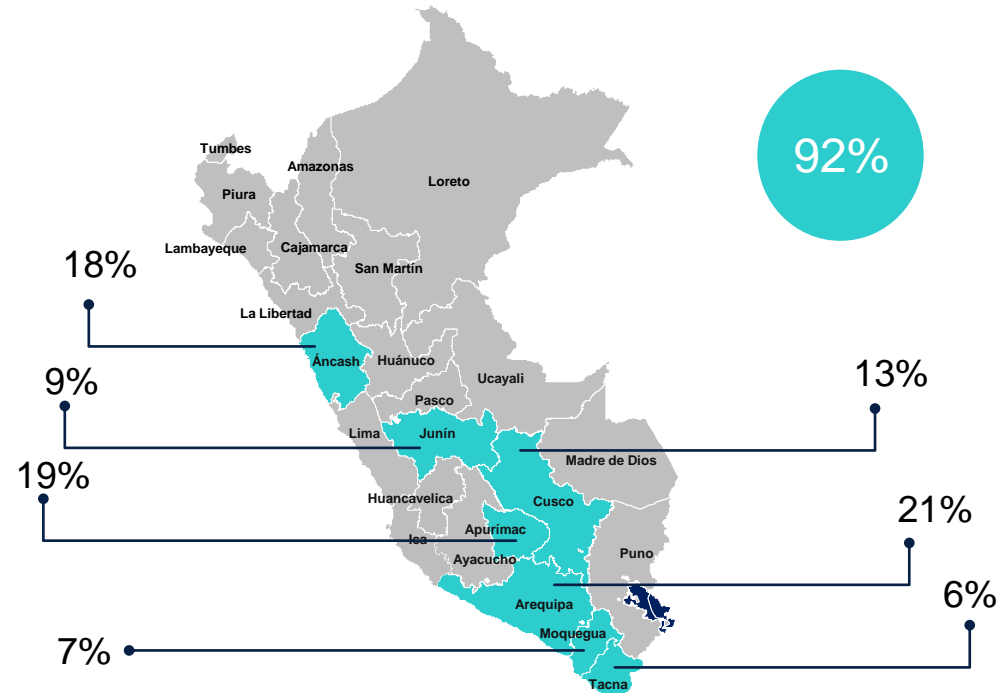 92%
Tumbes
Amazonas
Loreto
Piura
Lambayeque
Cajamarca
San Martín
18%
La Libertad
Áncash
Huánuco
Ucayali
13%
9%
Pasco
Lima
Junín
Madre de Dios
19%
Huancavelica
Cusco
21%
Apurímac
Ica
Ayacucho
Puno
Arequipa
6%
Moquegua
7%
Tacna